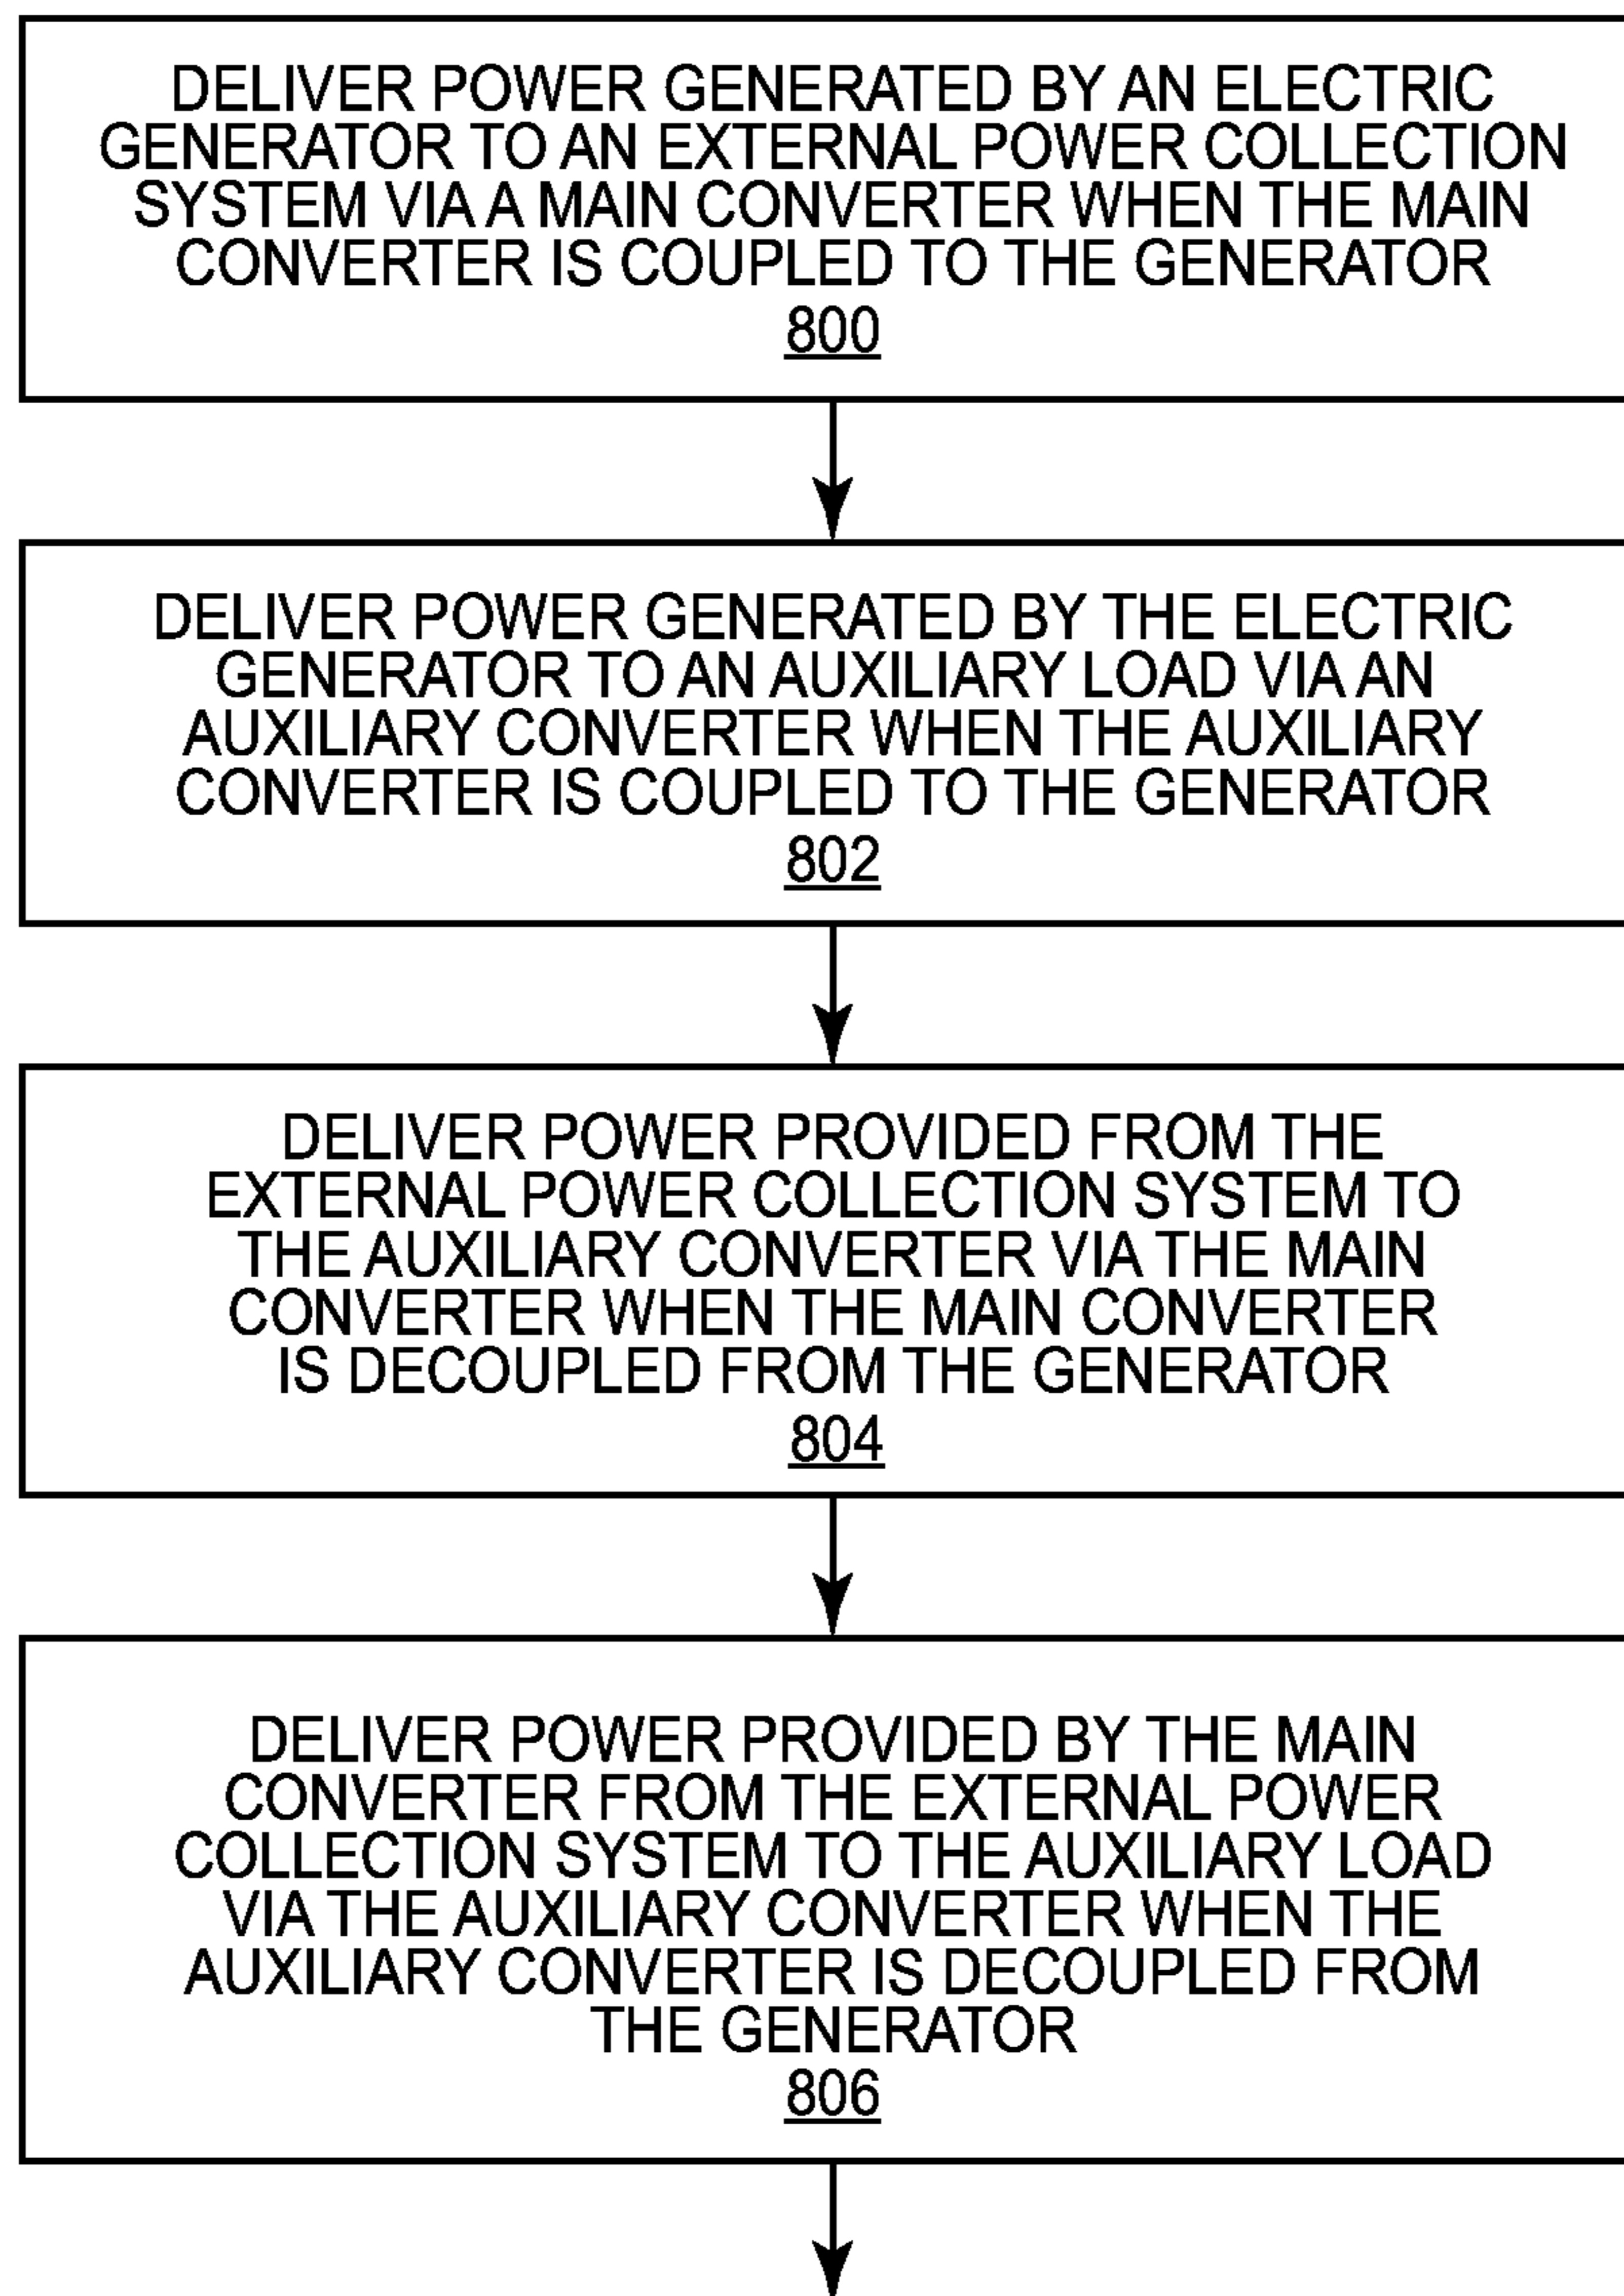 DELIVER POWER GENERATED BY AN ELECTRIC
GENERATOR TO AN EXTERNAL POWER COLLECTION
SYSTEM VIA A MAIN CONVERTER WHEN THE MAIN
CONVERTER IS COUPLED TO THE GENERATOR
800
DELIVER POWER GENERATED BY THE ELECTRIC
GENERATOR TO AN AUXILIARY LOAD VIA AN
AUXILIARY CONVERTER WHEN THE AUXILIARY
CONVERTER IS COUPLED TO THE GENERATOR
802
DELIVER POWER PROVIDED FROM THE
EXTERNAL POWER COLLECTION SYSTEM TO
THE AUXILIARY CONVERTER VIA THE MAIN
CONVERTER WHEN THE MAIN CONVERTER
IS DECOUPLED FROM THE GENERATOR
804
DELIVER POWER PROVIDED BY THE MAIN
CONVERTER FROM THE EXTERNAL POWER
COLLECTION SYSTEM TO THE AUXILIARY LOAD
VIA THE AUXILIARY CONVERTER WHEN THE
AUXILIARY CONVERTER IS DECOUPLED FROM
THE GENERATOR
806